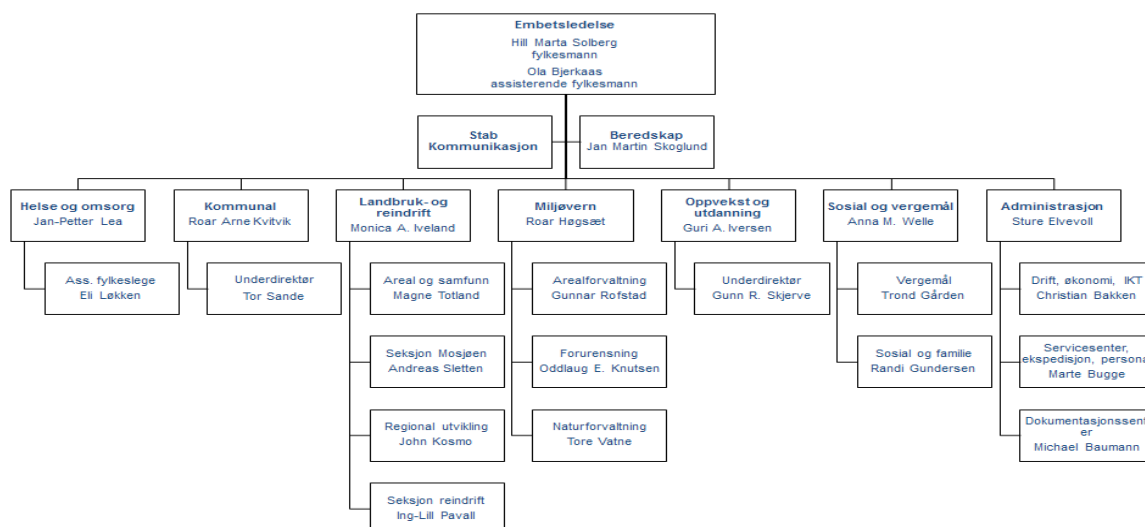 Embetsledelse
Hill Marta Solberg
fylkesmann
Ola Bjerkaas
assisterende fylkesmann
Stab
Kommunikasjon
Beredskap
Jan Martin Skoglund
Helse og omsorg
Jan-Petter Lea
Kommunal
Roar Arne Kvitvik
Landbruk- og
reindrift
Monica A. Iveland
Miljøvern
Roar Høgsæt
Oppvekst og
utdanning
Guri A. Iversen
Sosial og vergemål
Anna M. Welle
Administrasjon
Sture Elvevoll
Ass. fylkeslege
Eli Løkken
Underdirektør
Tor Sande
Areal og samfunn
Magne Totland
Arealforvaltning
Gunnar Rofstad
Underdirektør
Gunn R. Skjerve
Vergemål
Trond Gården
Drift, økonomi, IKT
Christian Bakken
Seksjon Mosjøen
Andreas Sletten
Forurensning
Oddlaug E. Knutsen
Sosial og familie
Randi Gundersen
Servicesenter,
ekspedisjon, persona
Marte Bugge
Regional utvikling
John Kosmo
Naturforvaltning
Tore Vatne
Dokumentasjonssent
er
Michael Baumann
Seksjon reindrift
Ing-Lill Pavall